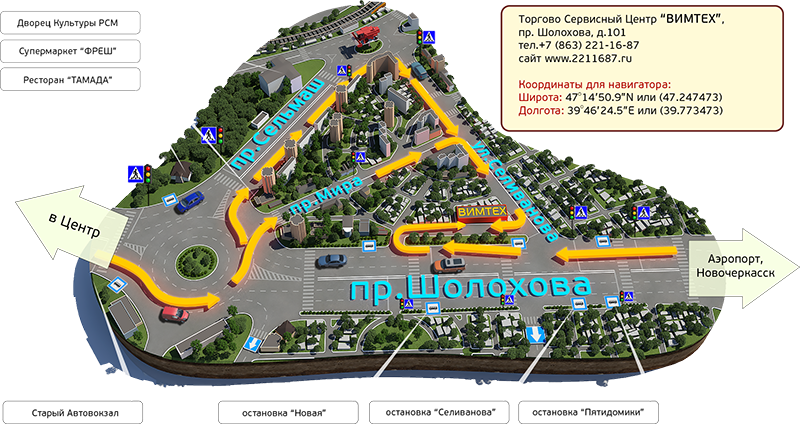 Дворец Культуры РСМ
Супермаркет “ФРЕШ”
Ресторан “ТАМАДА”
Торгово Сервисный Центр “ВИМТЕХ”,
пр. Шолохова, д.101
тел.+7 (863) 221-16-87
сайт www.2211687.ru
Координаты для навигатора:
Широта: 47°14’50.9”N или (47.247473)
Долгота: 39°46’24.5”E или (39.773473)
пр.Сельмаш
ул.Селиванова
пр.Мира
ВИМТЕХ
в Центр
Аэропорт,
Новочеркасск
пр.Шолохова
Старый Автовокзал
остановка “Новая”
остановка “Селиванова”
остановка “Пятидомики”